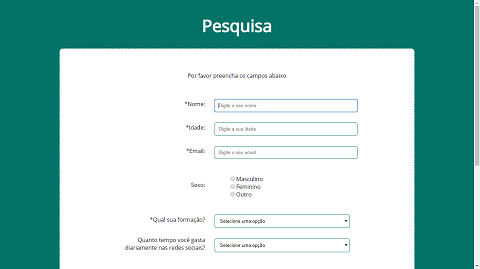 Pesquisa
Por favor preencha os campos abaixo
*Nome: Digite o seu nome
*Idade: Digite a sua idade
*Email: Digite o seu email
Sexo:
Masculino
Feminino
Outro
*Qual sua formação? Selecione uma opção
Quanto tempo você gasta
diariamente nas redes sociais? Selecione uma opção